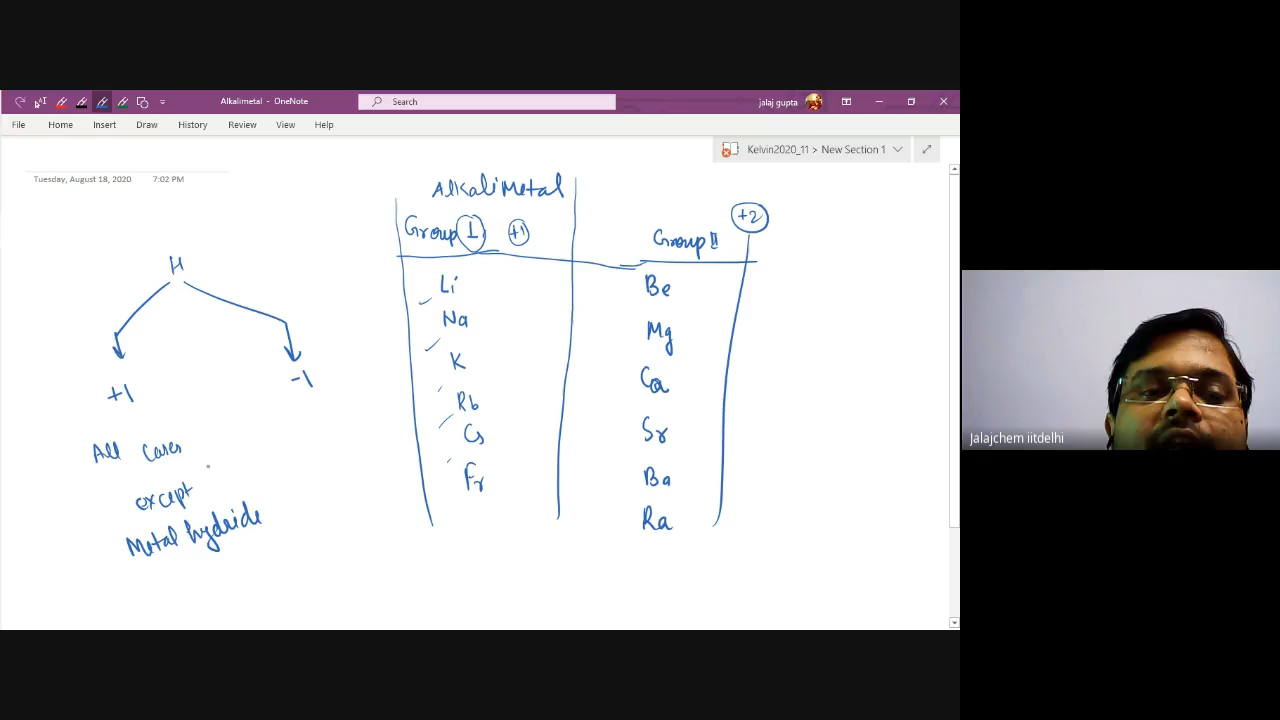 Alkalimetal - OneNote
Search
jalaj gupta
File Home Insert Draw History Review View Help
Kelvin2020_11 > New Section 1
Tuesday, August 18, 2020 7:02 PM
Alkali Metal
Group I +1
Group II +2
H
+1
-1
All Cases
except
Metal hydride
Li
Na
K
Rb
Cs
Fr
Be
Mg
Ca
Sr
Ba
Ra
Jalajchem iitdelhi